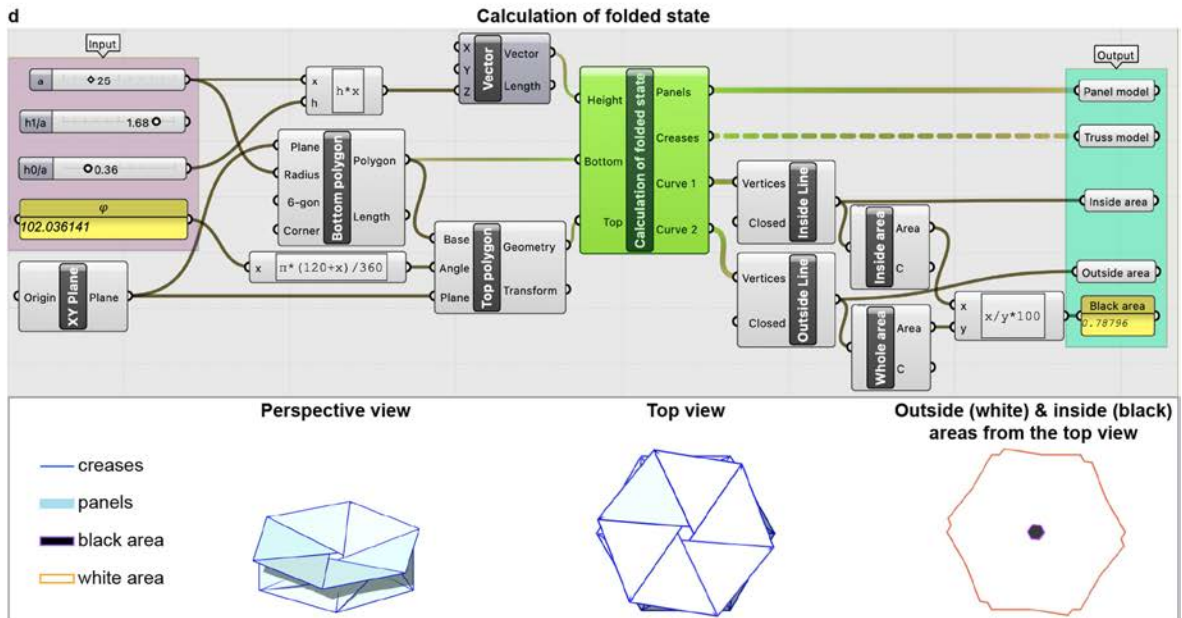 d
Calculation of folded state
Input
a
25
h1/a
1.68
h0/a
0.36
φ
102.036141
Origin
XY Plane
Plane
x
h
h*x
Plane
Radius
6-gon
Corner
Bottom polygon
Polygon
Length
x
π*(120+x)/360
X
Y
Z
Vector
Vector
Length
Base
Angle
Plane
Top polygon
Geometry
Transform
Height
Bottom
Top
Calculation of folded state
Panels
Creases
Curve 1
Curve 2
Vertices
Closed
Inside Line
Vertices
Closed
Outside Line
Inside area
Area
C
Whole area
Area
C
x
y
x/y*100
Output
Panel model
Truss model
Inside area
Outside area
Black area
0.78796
Perspective view
Top view
Outside (white) & inside (black)
areas from the top view
creases
panels
black area
white area